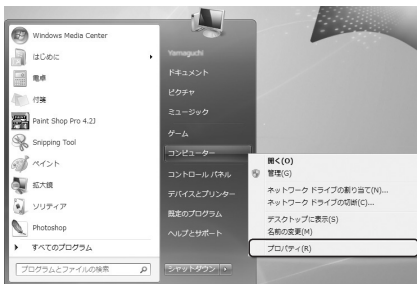 Windows Media Center
はじめに
電卓
付箋
Paint Shop Pro 4.2J
Snipping Tool
ペイント
拡大鏡
ソリティア
Photoshop
すべてのプログラム
プログラムとファイルの検索
Yamaguchi
ドキュメント
ピクチャ
ミュージック
ゲーム
コンピューター
コントロール パネル
デバイスとプリンター
既定のプログラム
ヘルプとサポート
シャットダウン
開く(O)
管理(G)
ネットワーク ドライブの割り当て(N)...
ネットワーク ドライブの切断(C)...
デスクトップに表示(S)
名前の変更(M)
プロパティ(R)